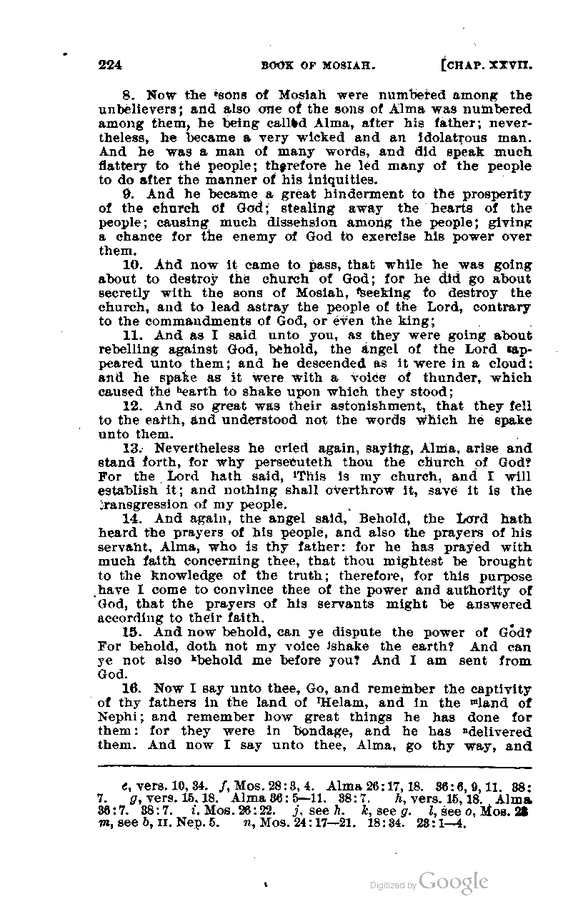 224 BOOK OF MOSIAH. [CHAP. XXVII.
8. Now the ᵉsons of Mosiah were numbered among the
unbelievers; and also one of the sons of Alma was numbered
among them, he being called Alma, after his father; never-
theless, he became a very wicked and an idolatrous man.
And he was a man of many words, and did speak much
flattery to the people; therefore he led many of the people
to do after the manner of his iniquities.
9. And he became a great hinderment to the prosperity
of the church of God; stealing away the hearts of the
people; causing much dissension among the people; giving
a chance for the enemy of God to exercise his power over
them.
10. And now it came to pass, that while he was going
about to destroy the church of God; for he did go about
secretly with the sons of Mosiah, ᶠseeking to destroy the
church, and to lead astray the people of the Lord, contrary
to the commandments of God, or even the king;
11. And as I said unto you, as they were going about
rebelling against God, behold, the angel of the Lord ᵍap-
peared unto them; and he descended as it were in a cloud;
and he spake as it were with a voice of thunder, which
caused the ʰearth to shake upon which they stood;
12. And so great was their astonishment, that they fell
to the earth, and understood not the words which he spake
unto them.
13. Nevertheless he cried again, saying, Alma, arise and
stand forth, for why persecuteth thou the church of God?
For the Lord hath said, ⁱThis is my church, and I will
establish it; and nothing shall overthrow it, save it is the
transgression of my people.
14. And again, the angel said, Behold, the Lord hath
heard the prayers of his people, and also the prayers of his
servant, Alma, who is thy father: for he has prayed with
much faith concerning thee, that thou mightest be brought
to the knowledge of the truth; therefore, for this purpose
have I come to convince thee of the power and authority of
God, that the prayers of his servants might be answered
according to their faith.
15. And now behold, can ye dispute the power of God?
For behold, doth not my voice ʲshake the earth? And can
ye not also ᵏbehold me before you? And I am sent from
God.
16. Now I say unto thee, Go, and remember the captivity
of thy fathers in the land of ˡHelam, and in the ᵐland of
Nephi; and remember how great things he has done for
them: for they were in bondage, and he has ⁿdelivered
them. And now I say unto thee, Alma, go thy way, and
e, vers. 10, 34. f, Mos. 28:3, 4. Alma 26:17, 18. 36:6, 9, 11. 38:
7. g, vers. 15, 18. Alma 36:5—11. 38:7. h, vers. 15, 18. Alma
36:7. 38:7. i, Mos. 26:22. j, see h. k, see g. l, see o, Mos. 23
m, see b, II. Nep. 5. n, Mos. 24:17—21. 18:34. 23:1—4.
Digitized by Google